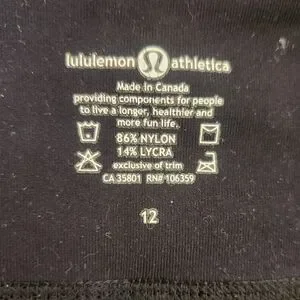 lululemon athletica
Made in Canada
providing components for people
to live a longer, healthier and
more fun life.
86% NYLON
14% LYCRA
exclusive of trim
CA 35801 RN# 106359
12